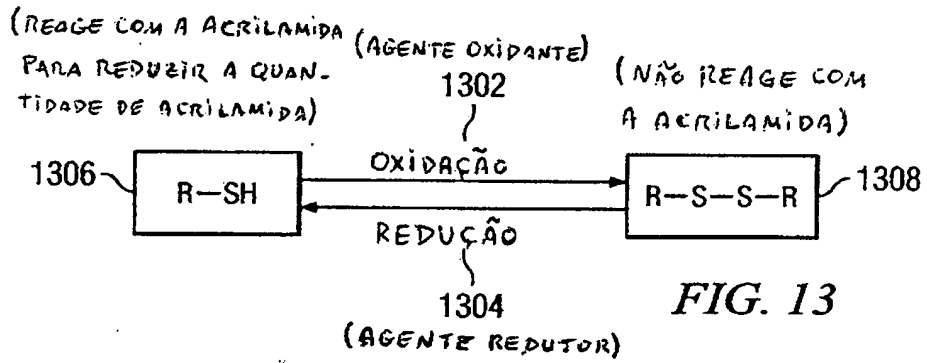 (REAGE COM A ACRILAMIDA
PARA REDUZIR A QUAN-
TIDADE DE ACRILAMIDA)
(AGENTE OXIDANTE)
1302
(NÃO REAGE COM
A ACRILAMIDA)
1306
R-SH
OXIDAÇÃO
REDUÇÃO
R-S-S-R
1308
1304
(AGENTE REDUTOR)
FIG. 13